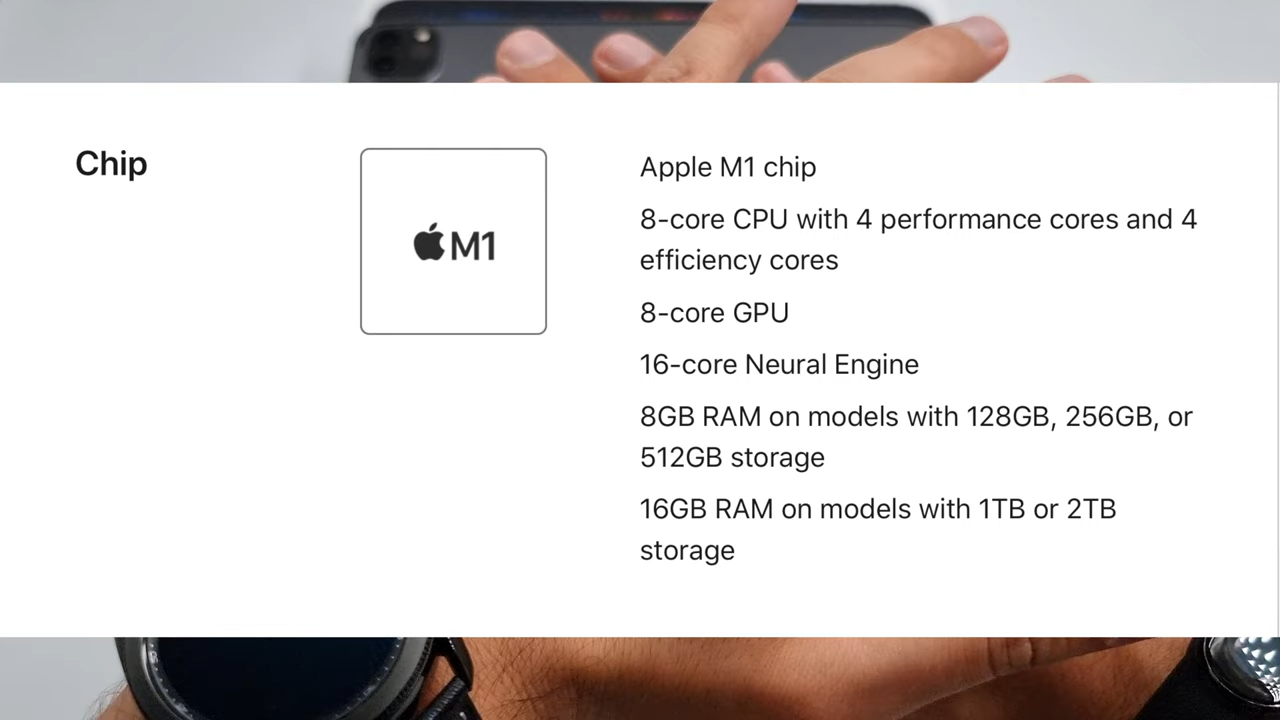 Chip
M1
Apple M1 chip
8-core CPU with 4 performance cores and 4
efficiency cores
8-core GPU
16-core Neural Engine
8GB RAM on models with 128GB, 256GB, or
512GB storage
16GB RAM on models with 1TB or 2TB
storage